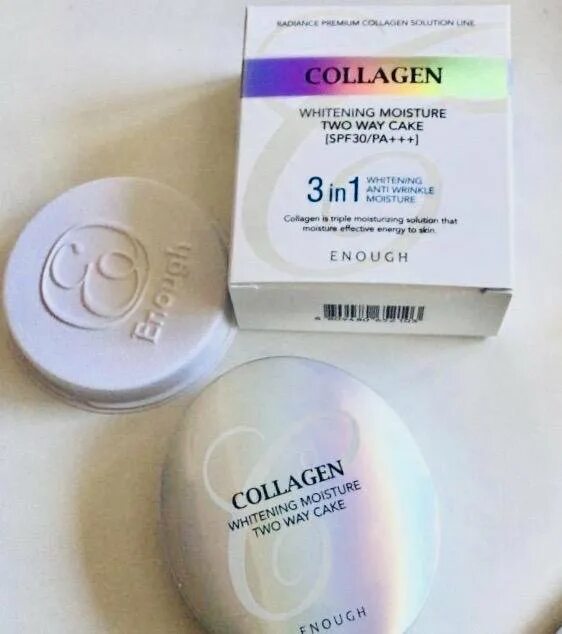 RADIANCE PREMIUM COLLAGEN SOLUTION LINE
COLLAGEN
WHITENING MOISTURE
TWO WAY CAKE
[SPF30/PA+++]
3 in 1
WHITENING
ANTI WRINKLE
MOISTURE
Collagen is triple moisturizing solution that
moisture effective energy to skin.
ENOUGH
Enough
COLLAGEN
WHITENING MOISTURE
TWO WAY CAKE
ENOUGH